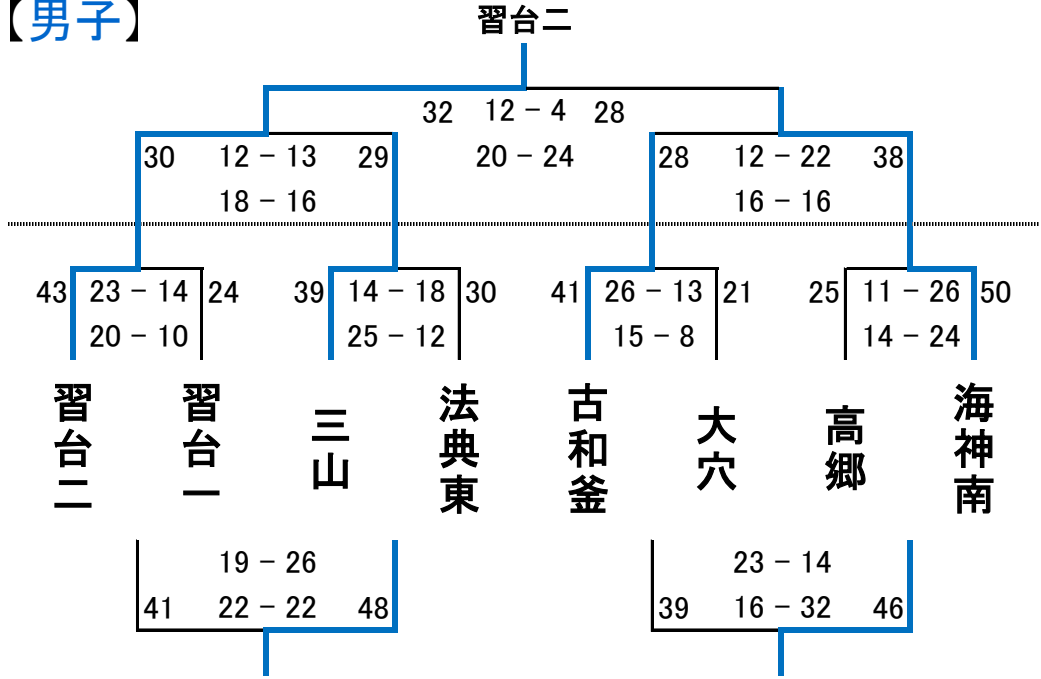 【男子】
習台二
32 12 － 4 28
20 － 24
30 12 － 13 29
18 － 16
28 12 － 22 38
16 － 16
43 23 － 14 24
20 － 10
39 14 － 18 30
25 － 12
41 26 － 13 21
15 － 8
25 11 － 26 50
14 － 24
習台二
習台一
三山
法典東
古和釜
大穴
高郷
海神南
19 － 26
41 22 － 22 48
23 － 14
39 16 － 32 46